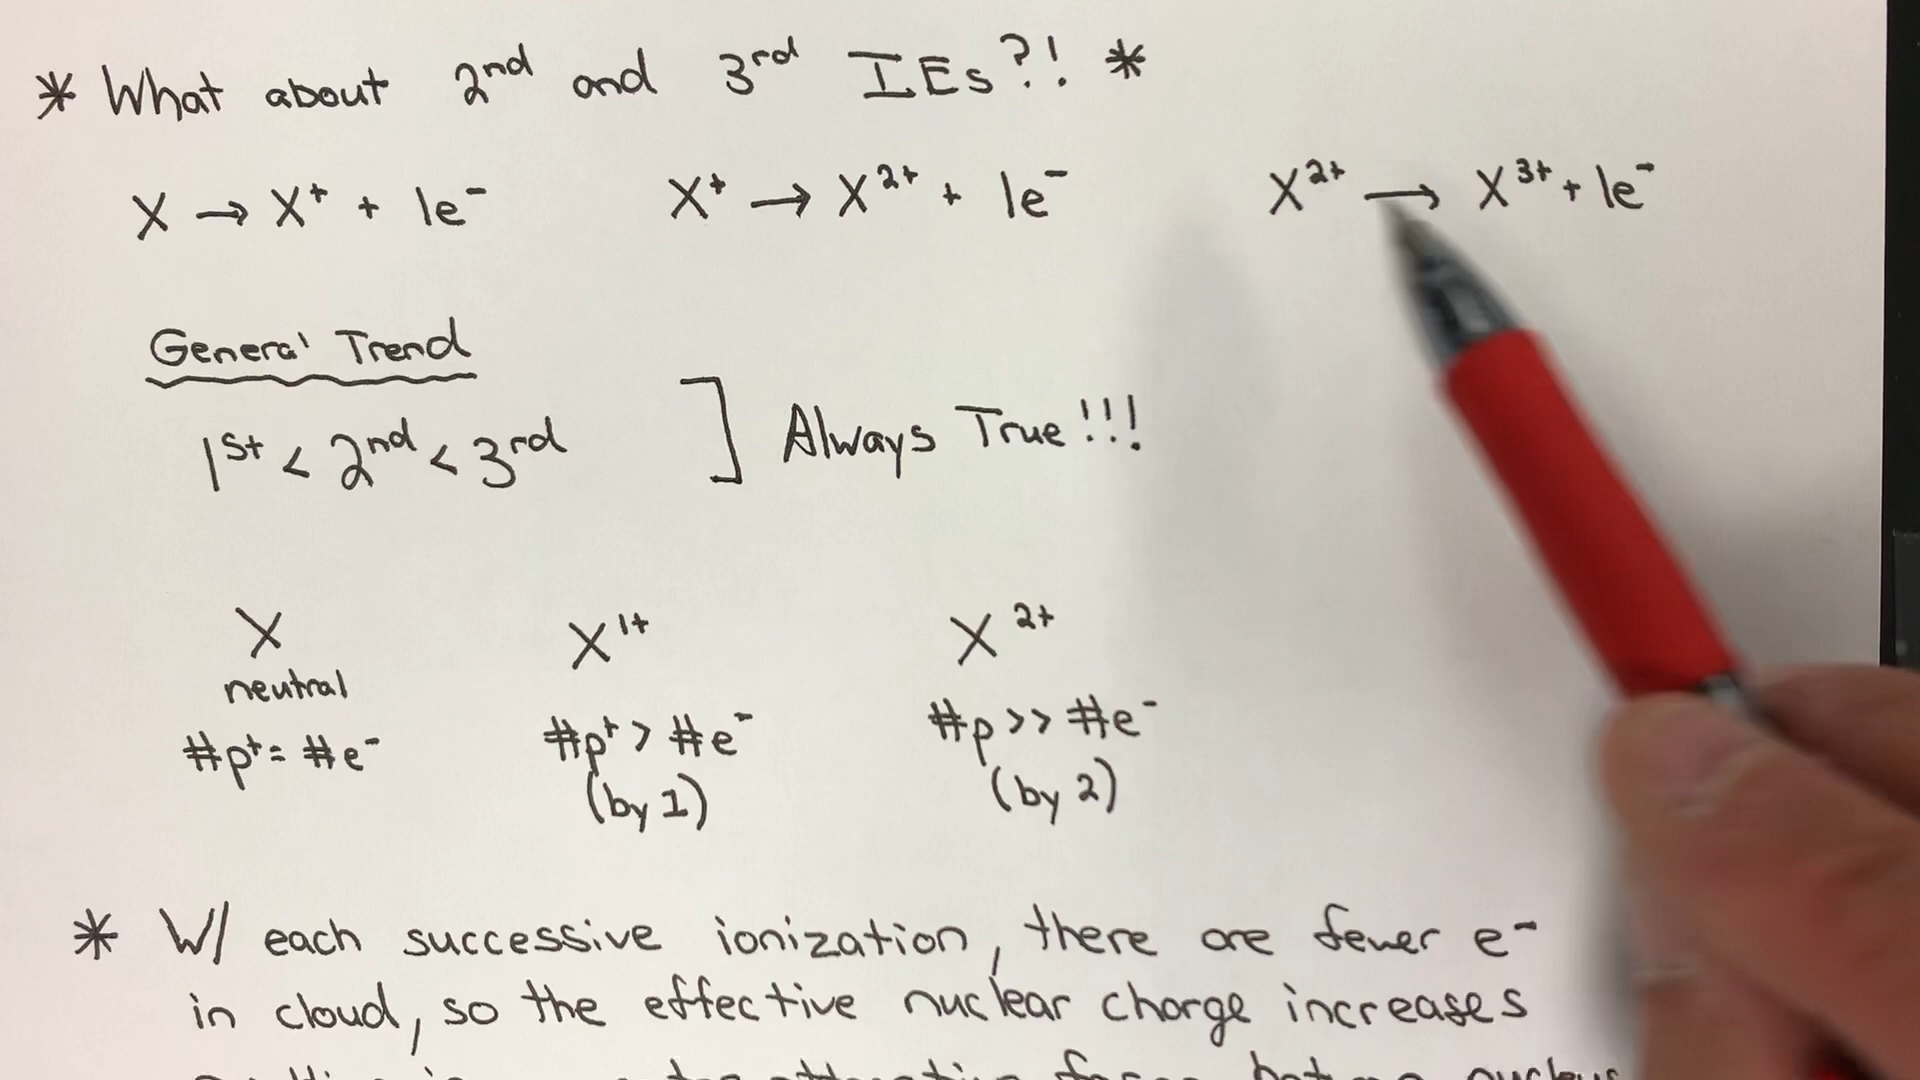 * What about 2nd and 3rd IEs?! *
X → X⁺ + 1e⁻ X⁺ → X²⁺ + 1e⁻ X²⁺ → X³⁺ + 1e⁻
General Trend
1st < 2nd < 3rd ] Always True!!!
X X¹⁺ X²⁺
neutral
#p⁺ = #e⁻ #p⁺ > #e⁻ #p >> #e⁻
(by 1) (by 2)
* W/ each successive ionization, there are fewer e⁻
in cloud, so the effective nuclear charge increases
nucleus